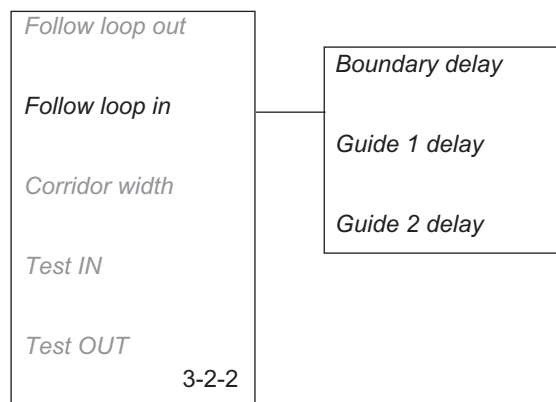 Follow loop out
Follow loop in
Corridor width
Test IN
Test OUT
3-2-2
Boundary delay
Guide 1 delay
Guide 2 delay